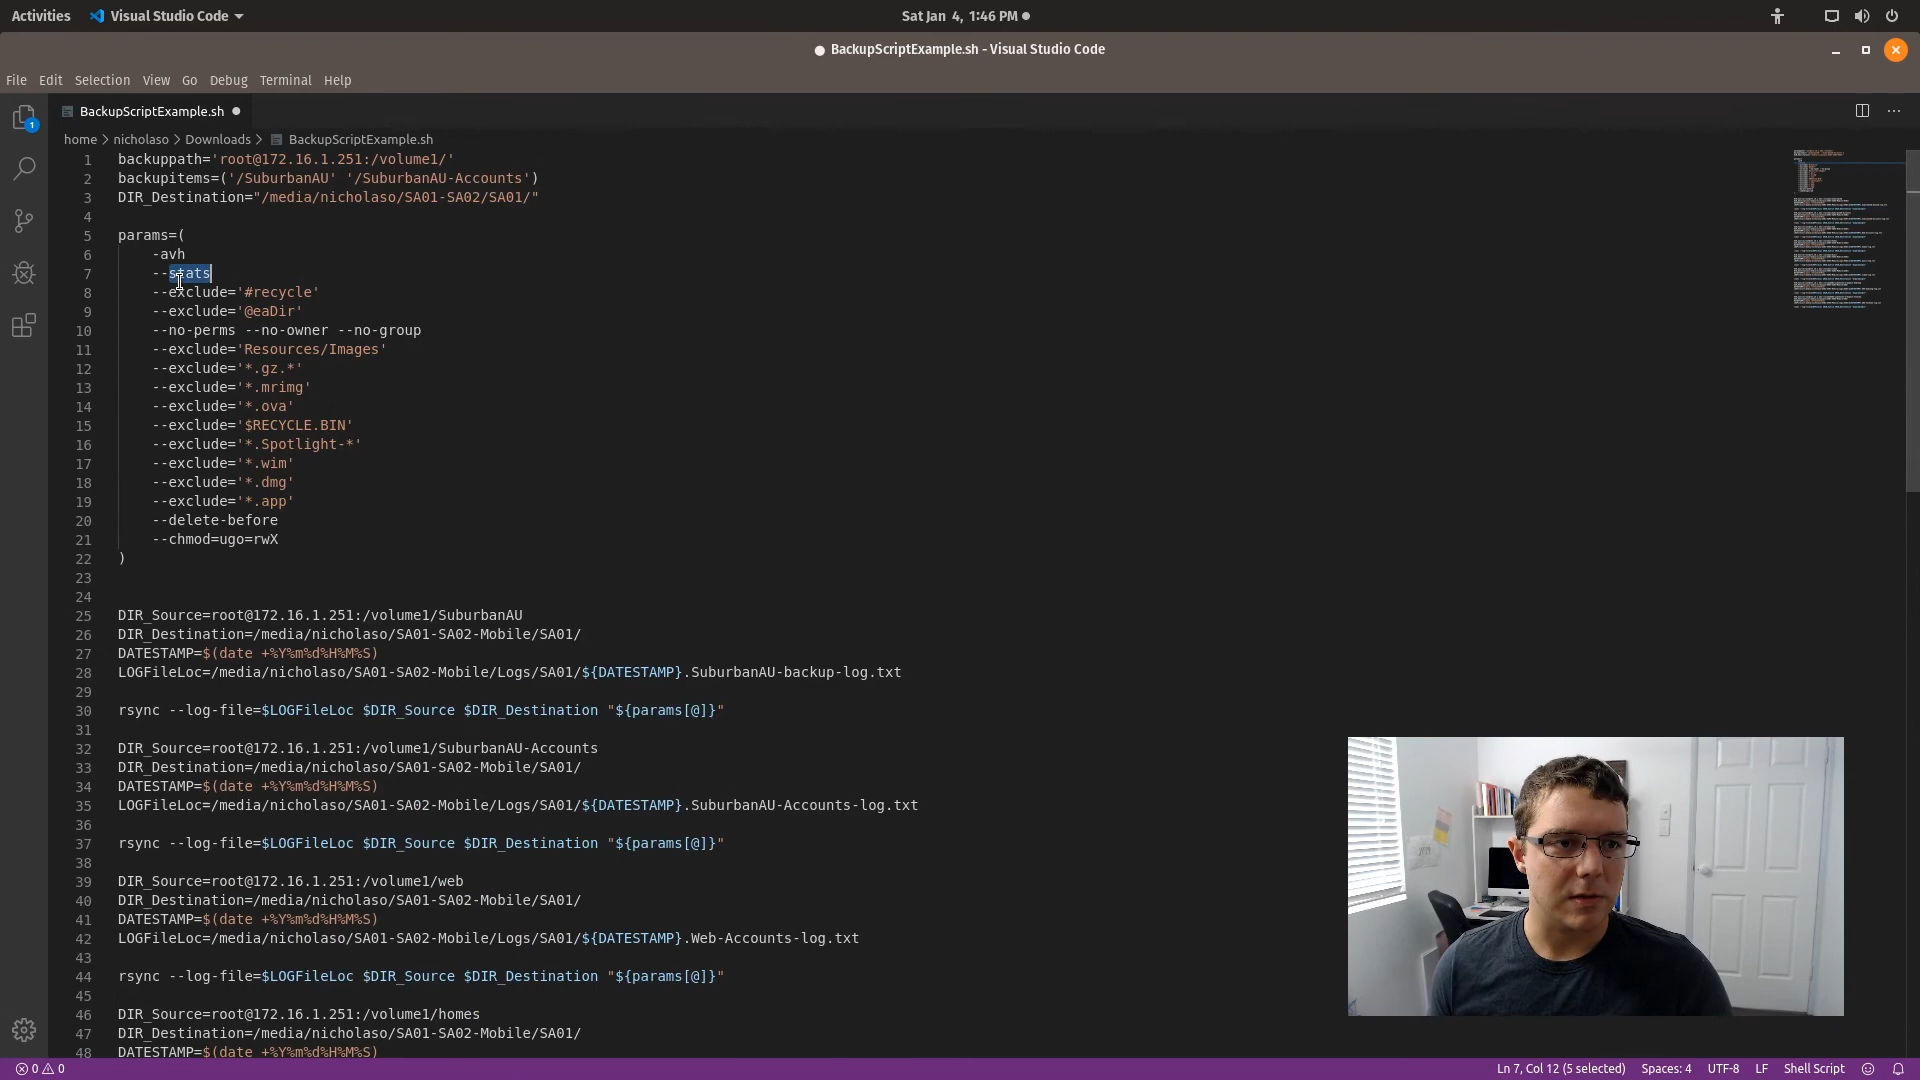 Activities Visual Studio Code Sat Jan 4, 1:46 PM
BackupScriptExample.sh - Visual Studio Code
File Edit Selection View Go Debug Terminal Help
1 BackupScriptExample.sh
home nicholaso Downloads BackupScriptExample.sh
1 backuppath='root@172.16.1.251:/volume1/'
2 backupitems=('/SuburbanAU' '/SuburbanAU-Accounts')
3 DIR_Destination="/media/nicholaso/SA01-SA02/SA01/"
4
5 params=(
6 -avh
7 --stats
8 --exclude='#recycle'
9 --exclude='@eaDir'
10 --no-perms --no-owner --no-group
11 --exclude='Resources/Images'
12 --exclude='*.gz.*'
13 --exclude='*.mrimg'
14 --exclude='*.ova'
15 --exclude='$RECYCLE.BIN'
16 --exclude='*.Spotlight-*'
17 --exclude='*.wim'
18 --exclude='*.dmg'
19 --exclude='*.app'
20 --delete-before
21 --chmod=ugo=rwX
22 )
23
24
25 DIR_Source=root@172.16.1.251:/volume1/SuburbanAU
26 DIR_Destination=/media/nicholaso/SA01-SA02-Mobile/SA01/
27 DATESTAMP=$(date +%Y%m%d%H%M%S)
28 LOGFileLoc=/media/nicholaso/SA01-SA02-Mobile/Logs/SA01/${DATESTAMP}.SuburbanAU-backup-log.txt
29
30 rsync --log-file=$LOGFileLoc $DIR_Source $DIR_Destination "${params[@]}"
31
32 DIR_Source=root@172.16.1.251:/volume1/SuburbanAU-Accounts
33 DIR_Destination=/media/nicholaso/SA01-SA02-Mobile/SA01/
34 DATESTAMP=$(date +%Y%m%d%H%M%S)
35 LOGFileLoc=/media/nicholaso/SA01-SA02-Mobile/Logs/SA01/${DATESTAMP}.SuburbanAU-Accounts-log.txt
36
37 rsync --log-file=$LOGFileLoc $DIR_Source $DIR_Destination "${params[@]}"
38
39 DIR_Source=root@172.16.1.251:/volume1/web
40 DIR_Destination=/media/nicholaso/SA01-SA02-Mobile/SA01/
41 DATESTAMP=$(date +%Y%m%d%H%M%S)
42 LOGFileLoc=/media/nicholaso/SA01-SA02-Mobile/Logs/SA01/${DATESTAMP}.Web-Accounts-log.txt
43
44 rsync --log-file=$LOGFileLoc $DIR_Source $DIR_Destination "${params[@]}"
45
46 DIR_Source=root@172.16.1.251:/volume1/homes
47 DIR_Destination=/media/nicholaso/SA01-SA02-Mobile/SA01/
48 DATESTAMP=$(date +%Y%m%d%H%M%S)
0 0 Ln 7, Col 12 (5 selected) Spaces: 4 UTF-8 LF Shell Script